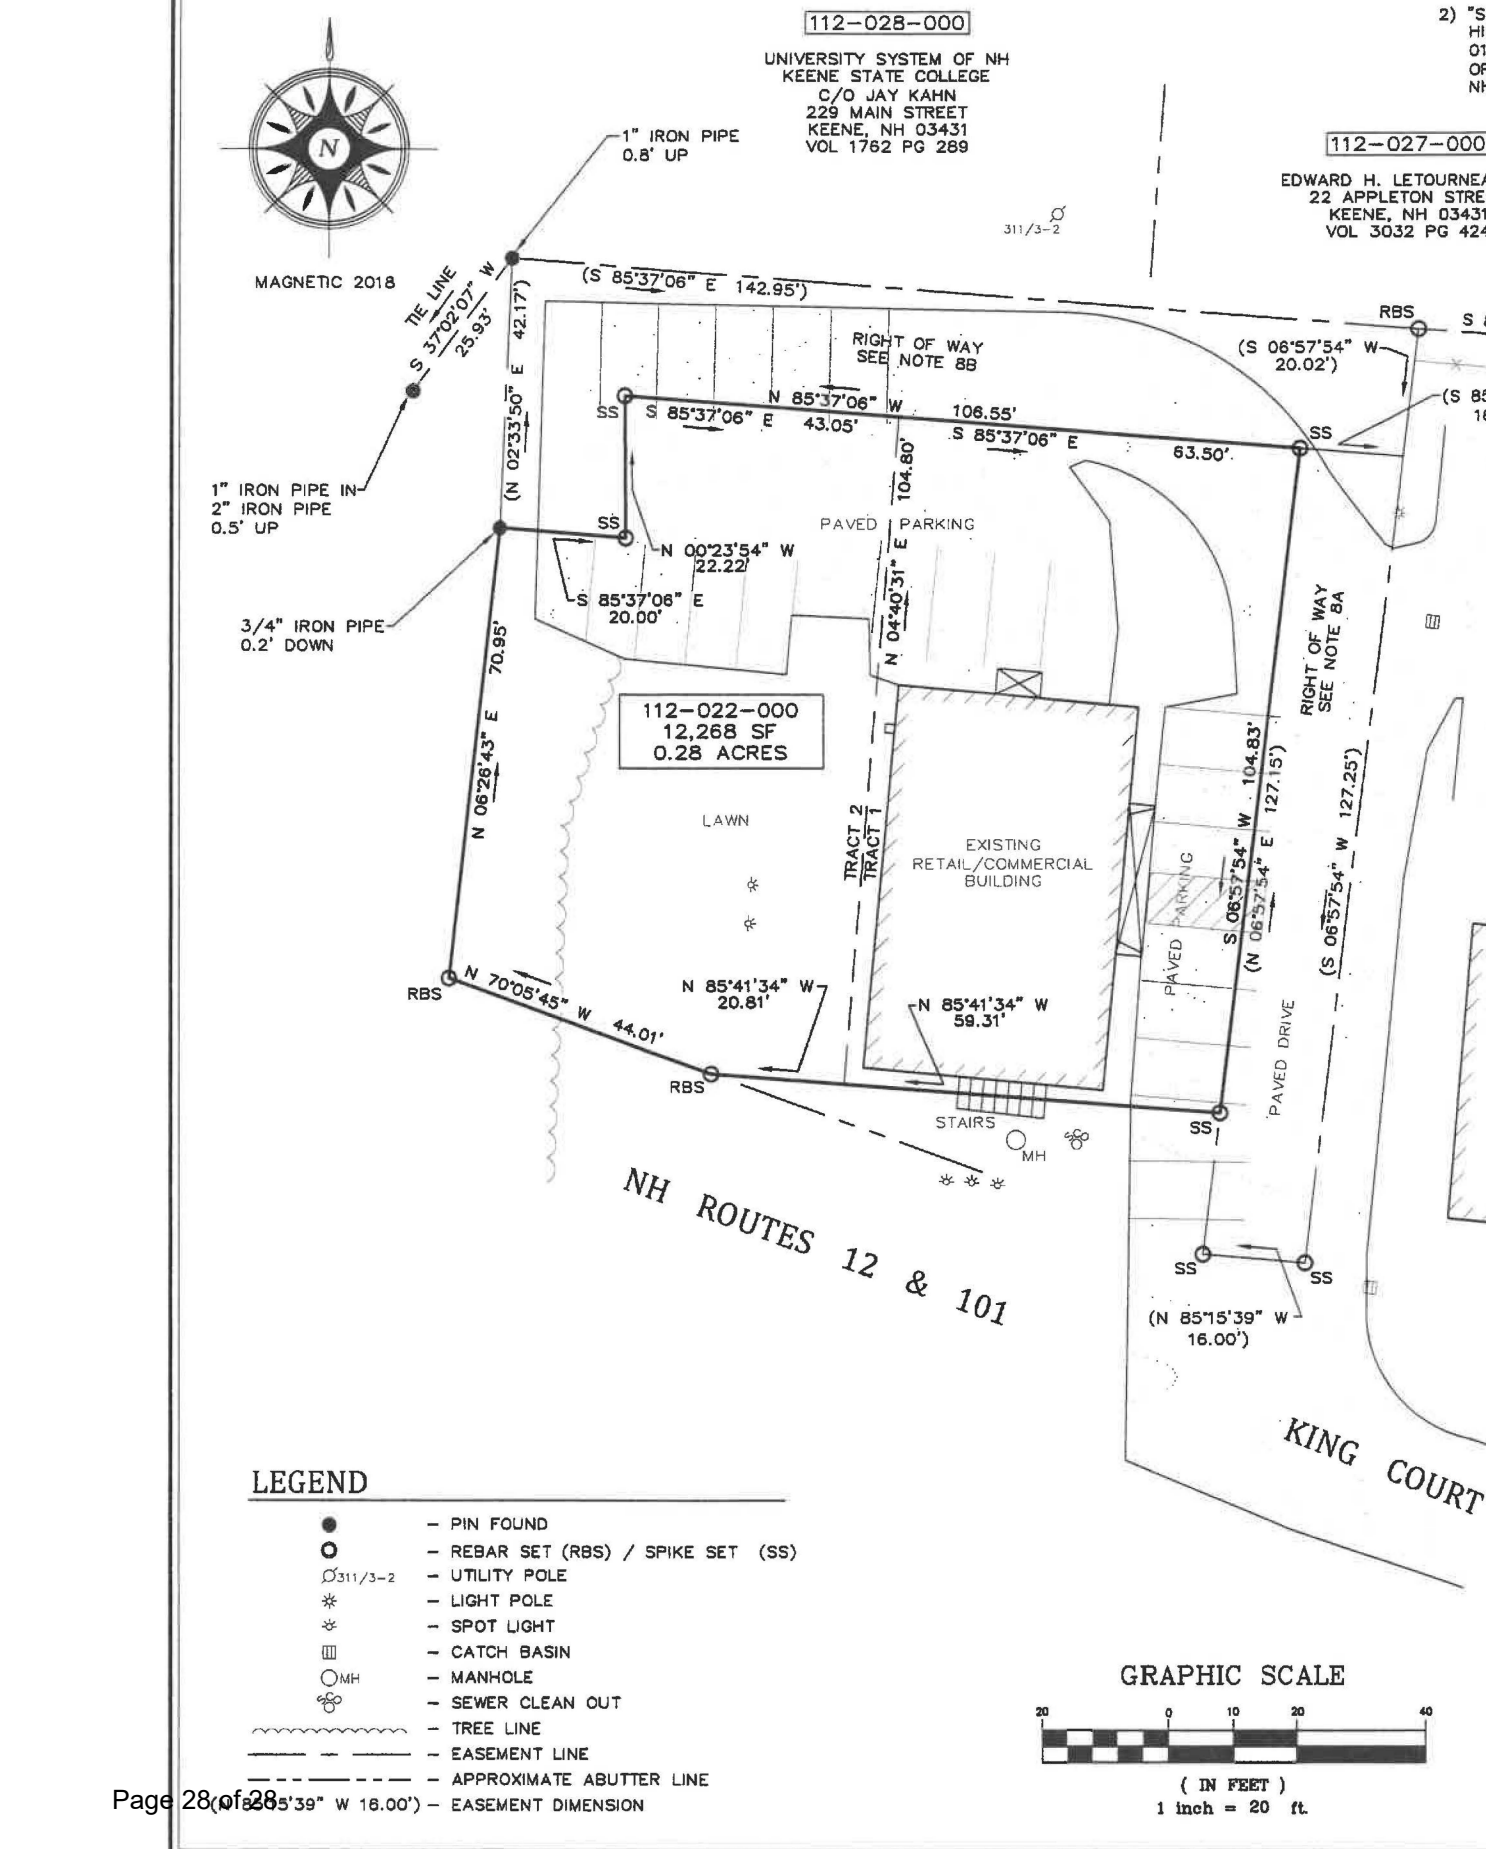 112-028-000
UNIVERSITY SYSTEM OF NH
KEENE STATE COLLEGE
C/O JAY KAHN
229 MAIN STREET
KEENE, NH 03431
VOL 1762 PG 289
2) "S
HI
01
OF
NH
112-027-000
EDWARD H. LETOURNEA
22 APPLETON STRE
KEENE, NH 03431
VOL 3032 PG 424
N
MAGNETIC 2018
1" IRON PIPE
0.8' UP
311/3-2
TIE LINE
S 37°02'07" W
25.93'
(S 85°37'06" E 142.95')
(N 02°33'50" E 42.17')
RIGHT OF WAY
SEE NOTE 8B
RBS
S 8
(S 06°57'54" W
20.02')
(S 85
16
SS
N 85°37'06" W 106.55'
S 85°37'06" E 43.05'
S 85°37'06" E 63.50'
SS
1" IRON PIPE IN
2" IRON PIPE
0.5' UP
SS
N 00°23'54" W
22.22'
S 85°37'06" E
20.00'
PAVED PARKING
N 04°40'31" E 104.80'
3/4" IRON PIPE
0.2' DOWN
N 06°26'43" E 70.95'
112-022-000
12,268 SF
0.28 ACRES
LAWN
TRACT 2
TRACT 1
EXISTING
RETAIL/COMMERCIAL
BUILDING
RIGHT OF WAY
SEE NOTE 8A
S 06°57'54" W 104.83'
(N 06°57'54" E 127.15')
(S 06°57'54" W 127.25')
PAVED PARKING
PAVED DRIVE
RBS
N 70°05'45" W 44.01'
N 85°41'34" W
20.81'
N 85°41'34" W
59.31'
RBS
STAIRS
MH
SS
NH ROUTES 12 & 101
SS
SS
(N 85°15'39" W
16.00')
KING COURT
LEGEND
- PIN FOUND
- REBAR SET (RBS) / SPIKE SET (SS)
311/3-2 - UTILITY POLE
- LIGHT POLE
- SPOT LIGHT
- CATCH BASIN
MH - MANHOLE
- SEWER CLEAN OUT
- TREE LINE
- EASEMENT LINE
- APPROXIMATE ABUTTER LINE
(N 85°15'39" W 16.00') - EASEMENT DIMENSION
Page 28 of 28
GRAPHIC SCALE
20 0 10 20 40
( IN FEET )
1 inch = 20 ft.